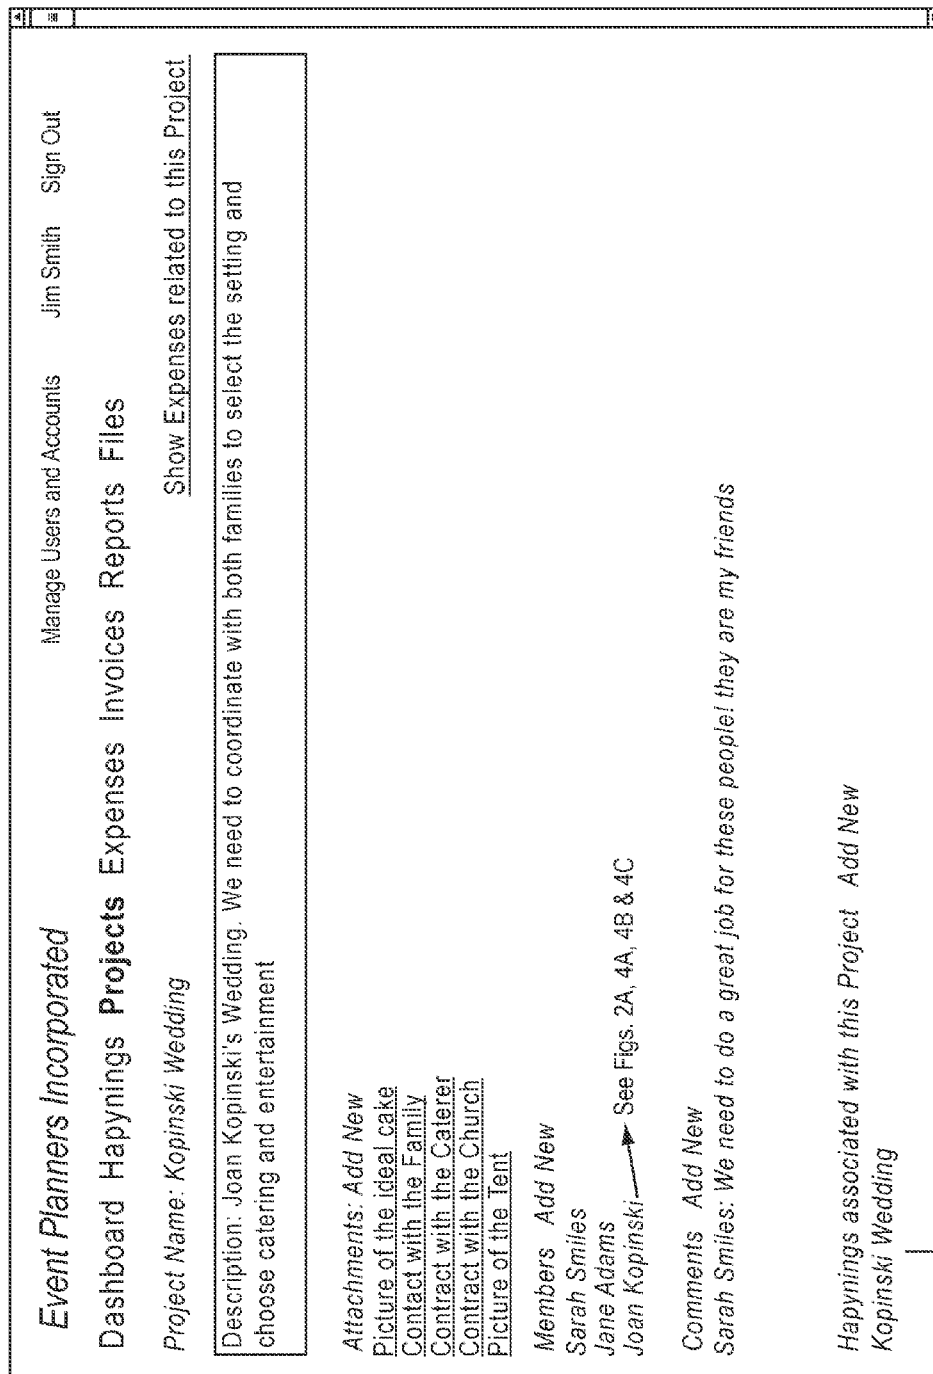 Event Planners Incorporated Manage Users and Accounts Jim Smith Sign Out
Dashboard Hapynings Projects Expenses Invoices Reports Files
Project Name: Kopinski Wedding Show Expenses related to this Project
Description: Joan Kopinski's Wedding. We need to coordinate with both families to select the setting and
choose catering and entertainment
Attachments: Add New
Picture of the ideal cake
Contact with the Family
Contract with the Caterer
Contract with the Church
Picture of the Tent
Members Add New
Sarah Smiles
Jane Adams
Joan Kopinski See Figs. 2A, 4A, 4B & 4C
Comments Add New
Sarah Smiles: We need to do a great job for these people! they are my friends
Hapynings associated with this Project Add New
Kopinski Wedding